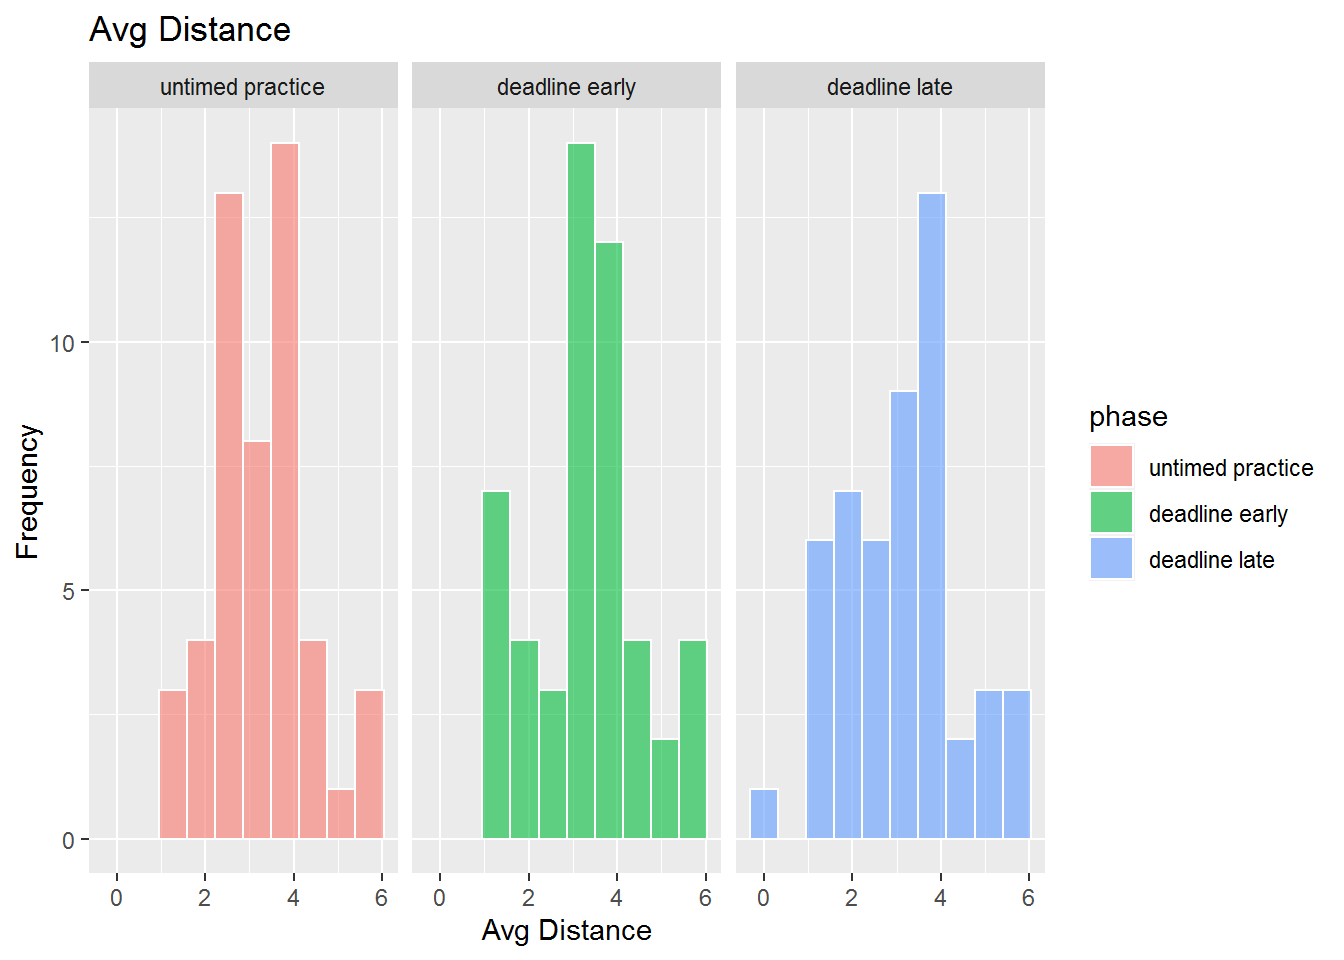 Avg Distance
untimed practice deadline early deadline late
10
5
0
Frequency
0 2 4 6 0 2 4 6 0 2 4 6
Avg Distance
phase
untimed practice
deadline early
deadline late